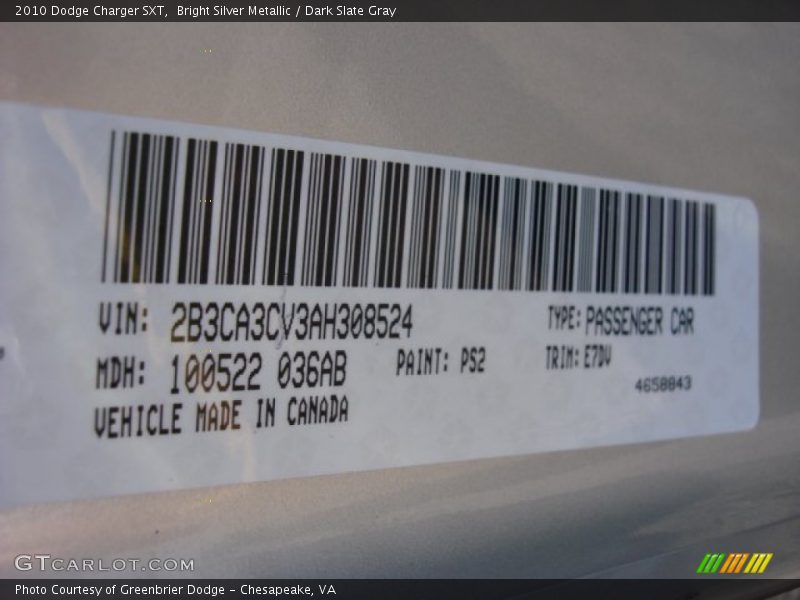 2010 Dodge Charger SXT,  Bright Silver Metallic / Dark Slate Gray
VIN: 2B3CA3CV3AH308524 TYPE: PASSENGER CAR
MDH: 100522 036AB PAINT: PS2 TRIM: E7DV
4658843
VEHICLE MADE IN CANADA
GTCARLOT.COM
Photo Courtesy of Greenbrier Dodge – Chesapeake, VA